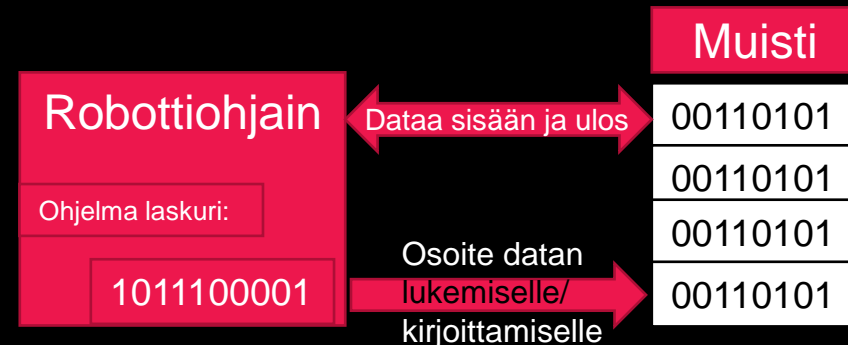 Muisti
Robottiohjain
Dataa sisään ja ulos
00110101
00110101
Ohjelma laskuri:
00110101
Osoite datan
lukemiselle/
kirjoittamiselle
1011100001
00110101